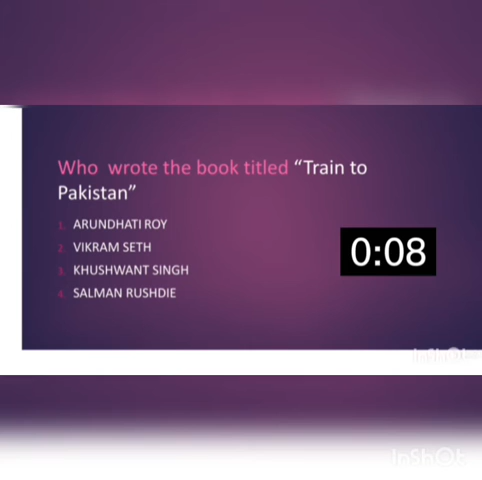 Who wrote the book titled “Train to
Pakistan”
1. ARUNDHATI ROY
2. VIKRAM SETH
3. KHUSHWANT SINGH
4. SALMAN RUSHDIE
0:08
InShOt
InShOt